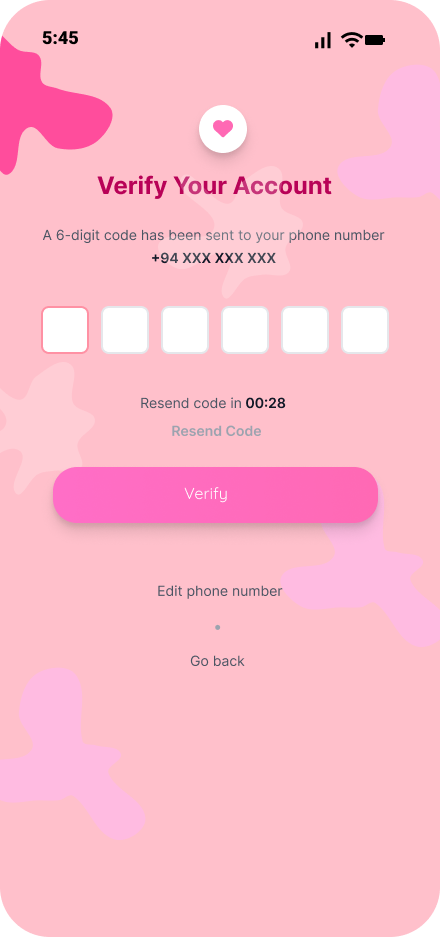 5:45
Verify Your Account
A 6-digit code has been sent to your phone number
+94 XXX XXX XXX
Resend code in 00:28
Resend Code
Verify
Edit phone number
•
Go back